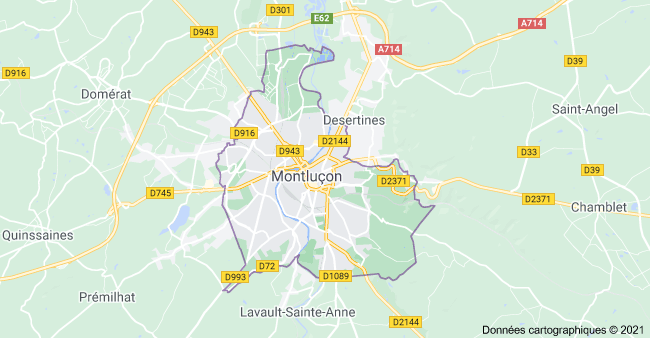 D301
E62
A714
D943
A714
D39
D916
Domérat
Saint-Angel
Desertines
D916
D2144
D943
D33
D39
Montluçon
D2371
D745
D2371
Chamblet
Quinssaines
D72
D993
D1089
Prémilhat
Lavault-Sainte-Anne
D2144
Données cartographiques © 2021